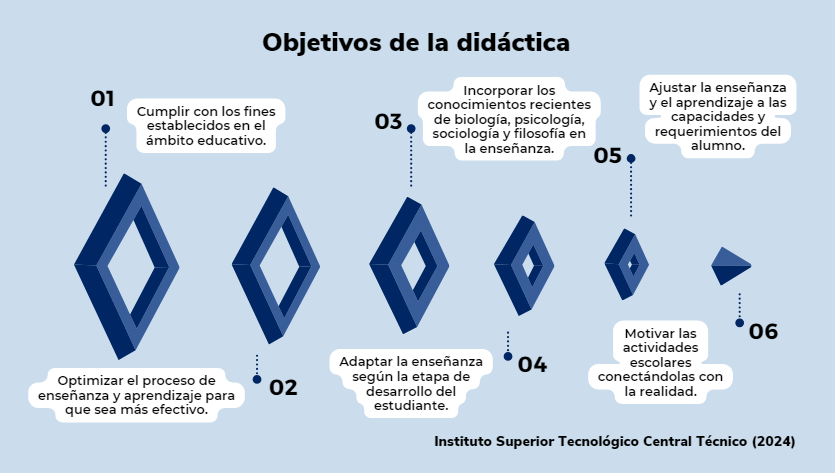 Objetivos de la didáctica
01
Cumplir con los fines
establecidos en el
ámbito educativo.
Optimizar el proceso de
enseñanza y aprendizaje para
que sea más efectivo.
02
03
Incorporar los
conocimientos recientes
de biología, psicología,
sociología y filosofía en
la enseñanza.
Adaptar la enseñanza
según la etapa de
desarrollo del
estudiante.
04
05
Ajustar la enseñanza
y el aprendizaje a las
capacidades y
requerimientos del
alumno.
Motivar las
actividades
escolares
conectándolas con
la realidad.
06
Instituto Superior Tecnológico Central Técnico (2024)